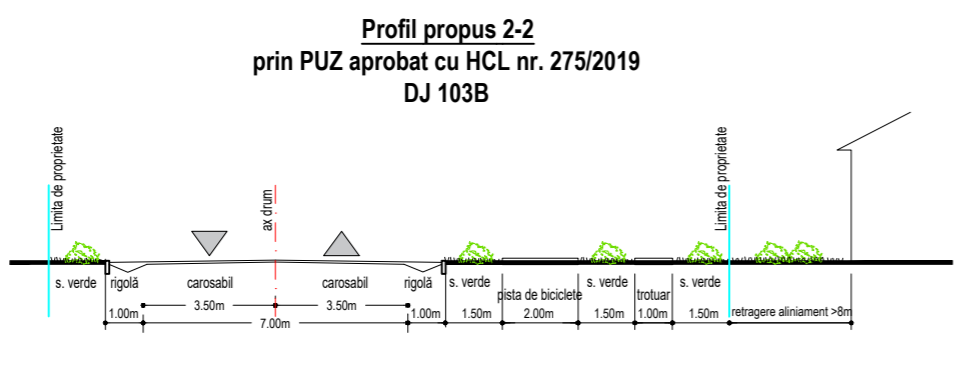 Profil propus 2-2
prin PUZ aprobat cu HCL nr. 275/2019
DJ 103B
Limita de proprietate
ax drum
Limita de proprietate
s. verde rigolă carosabil carosabil rigolă s. verde pista de biciclete s. verde trotuar s. verde
3.50m 3.50m
1.00m 7.00m 1.00m 1.50m 2.00m 1.50m 1.00m 1.50m retragere aliniament >8m